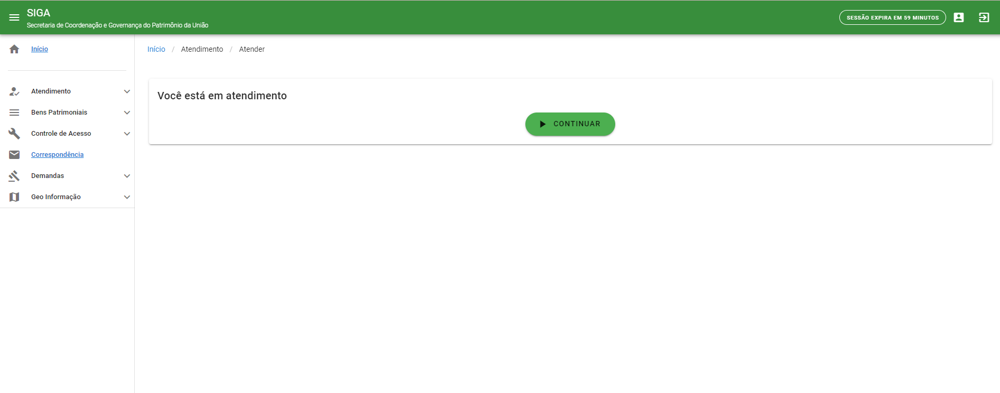 SIGA
Secretaria de Coordenação e Governança do Patrimônio da União
SESSÃO EXPIRA EM 59 MINUTOS
Início
Atendimento
Bens Patrimoniais
Controle de Acesso
Correspondência
Demandas
Geo Informação
Início / Atendimento / Atender
Você está em atendimento
CONTINUAR